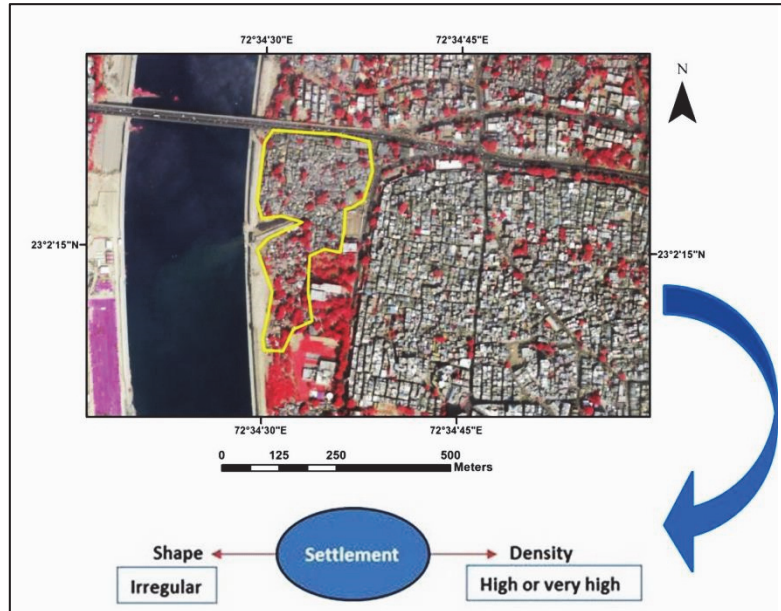 72°34'30"E
72°34'45"E
N
23°2'15"N
23°2'15"N
72°34'30"E
72°34'45"E
0 125 250 500
Meters
Shape
Settlement
Density
Irregular
High or very high